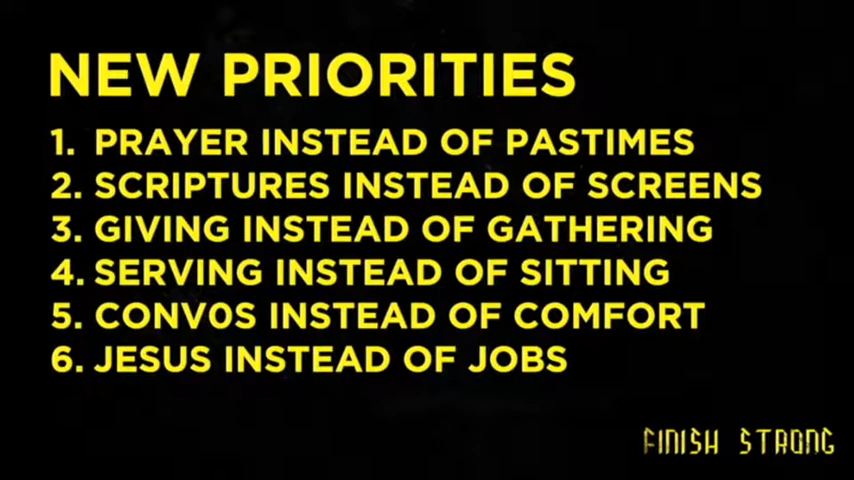 NEW PRIORITIES
1. PRAYER INSTEAD OF PASTIMES
2. SCRIPTURES INSTEAD OF SCREENS
3. GIVING INSTEAD OF GATHERING
4. SERVING INSTEAD OF SITTING
5. CONV0S INSTEAD OF COMFORT
6. JESUS INSTEAD OF JOBS
FINISH STRONG